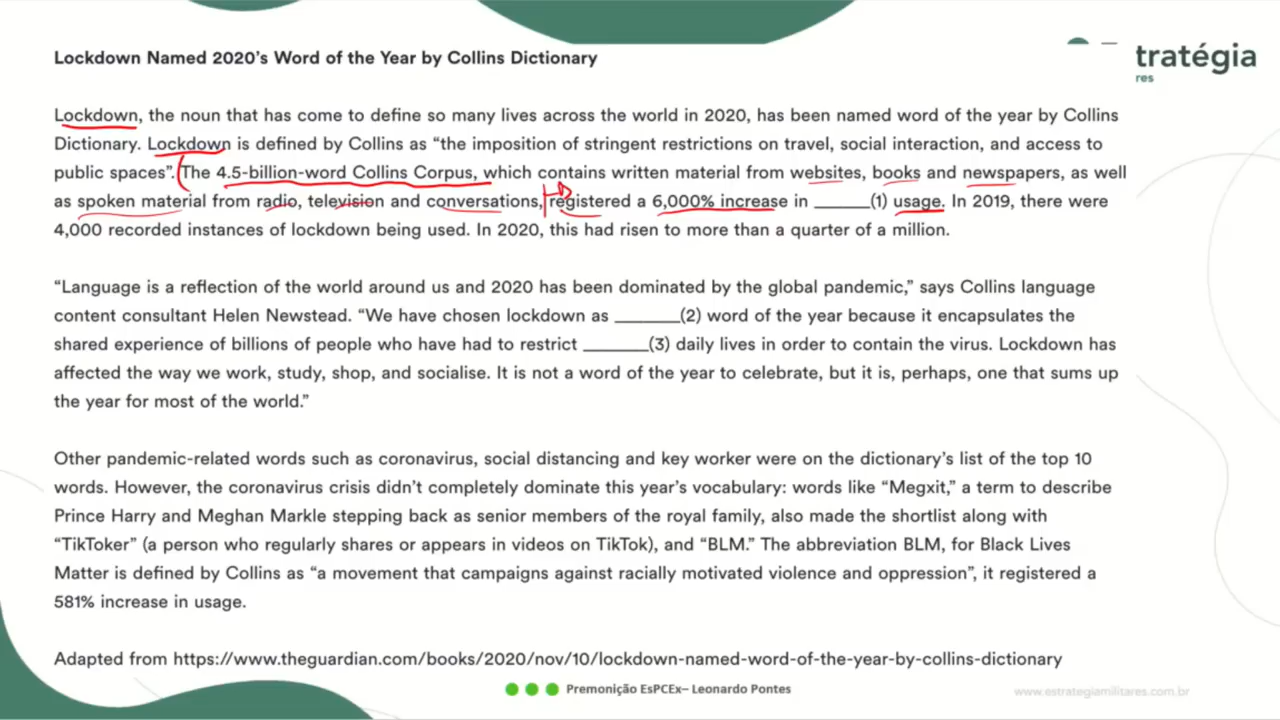 Lockdown Named 2020’s Word of the Year by Collins Dictionary
tratégia
res
Lockdown, the noun that has come to define so many lives across the world in 2020, has been named word of the year by Collins
Dictionary. Lockdown is defined by Collins as “the imposition of stringent restrictions on travel, social interaction, and access to
public spaces”. The 4.5-billion-word Collins Corpus, which contains written material from websites, books and newspapers, as well
as spoken material from radio, television and conversations, registered a 6,000% increase in ______(1) usage. In 2019, there were
4,000 recorded instances of lockdown being used. In 2020, this had risen to more than a quarter of a million.
“Language is a reflection of the world around us and 2020 has been dominated by the global pandemic,” says Collins language
content consultant Helen Newstead. “We have chosen lockdown as _______(2) word of the year because it encapsulates the
shared experience of billions of people who have had to restrict _______(3) daily lives in order to contain the virus. Lockdown has
affected the way we work, study, shop, and socialise. It is not a word of the year to celebrate, but it is, perhaps, one that sums up
the year for most of the world.”
Other pandemic-related words such as coronavirus, social distancing and key worker were on the dictionary’s list of the top 10
words. However, the coronavirus crisis didn’t completely dominate this year’s vocabulary: words like “Megxit,” a term to describe
Prince Harry and Meghan Markle stepping back as senior members of the royal family, also made the shortlist along with
“TikToker” (a person who regularly shares or appears in videos on TikTok), and “BLM.” The abbreviation BLM, for Black Lives
Matter is defined by Collins as “a movement that campaigns against racially motivated violence and oppression”, it registered a
581% increase in usage.
Adapted from https://www.theguardian.com/books/2020/nov/10/lockdown-named-word-of-the-year-by-collins-dictionary
Premonição EsPCEx– Leonardo Pontes
www.estrategiamilitares.com.br